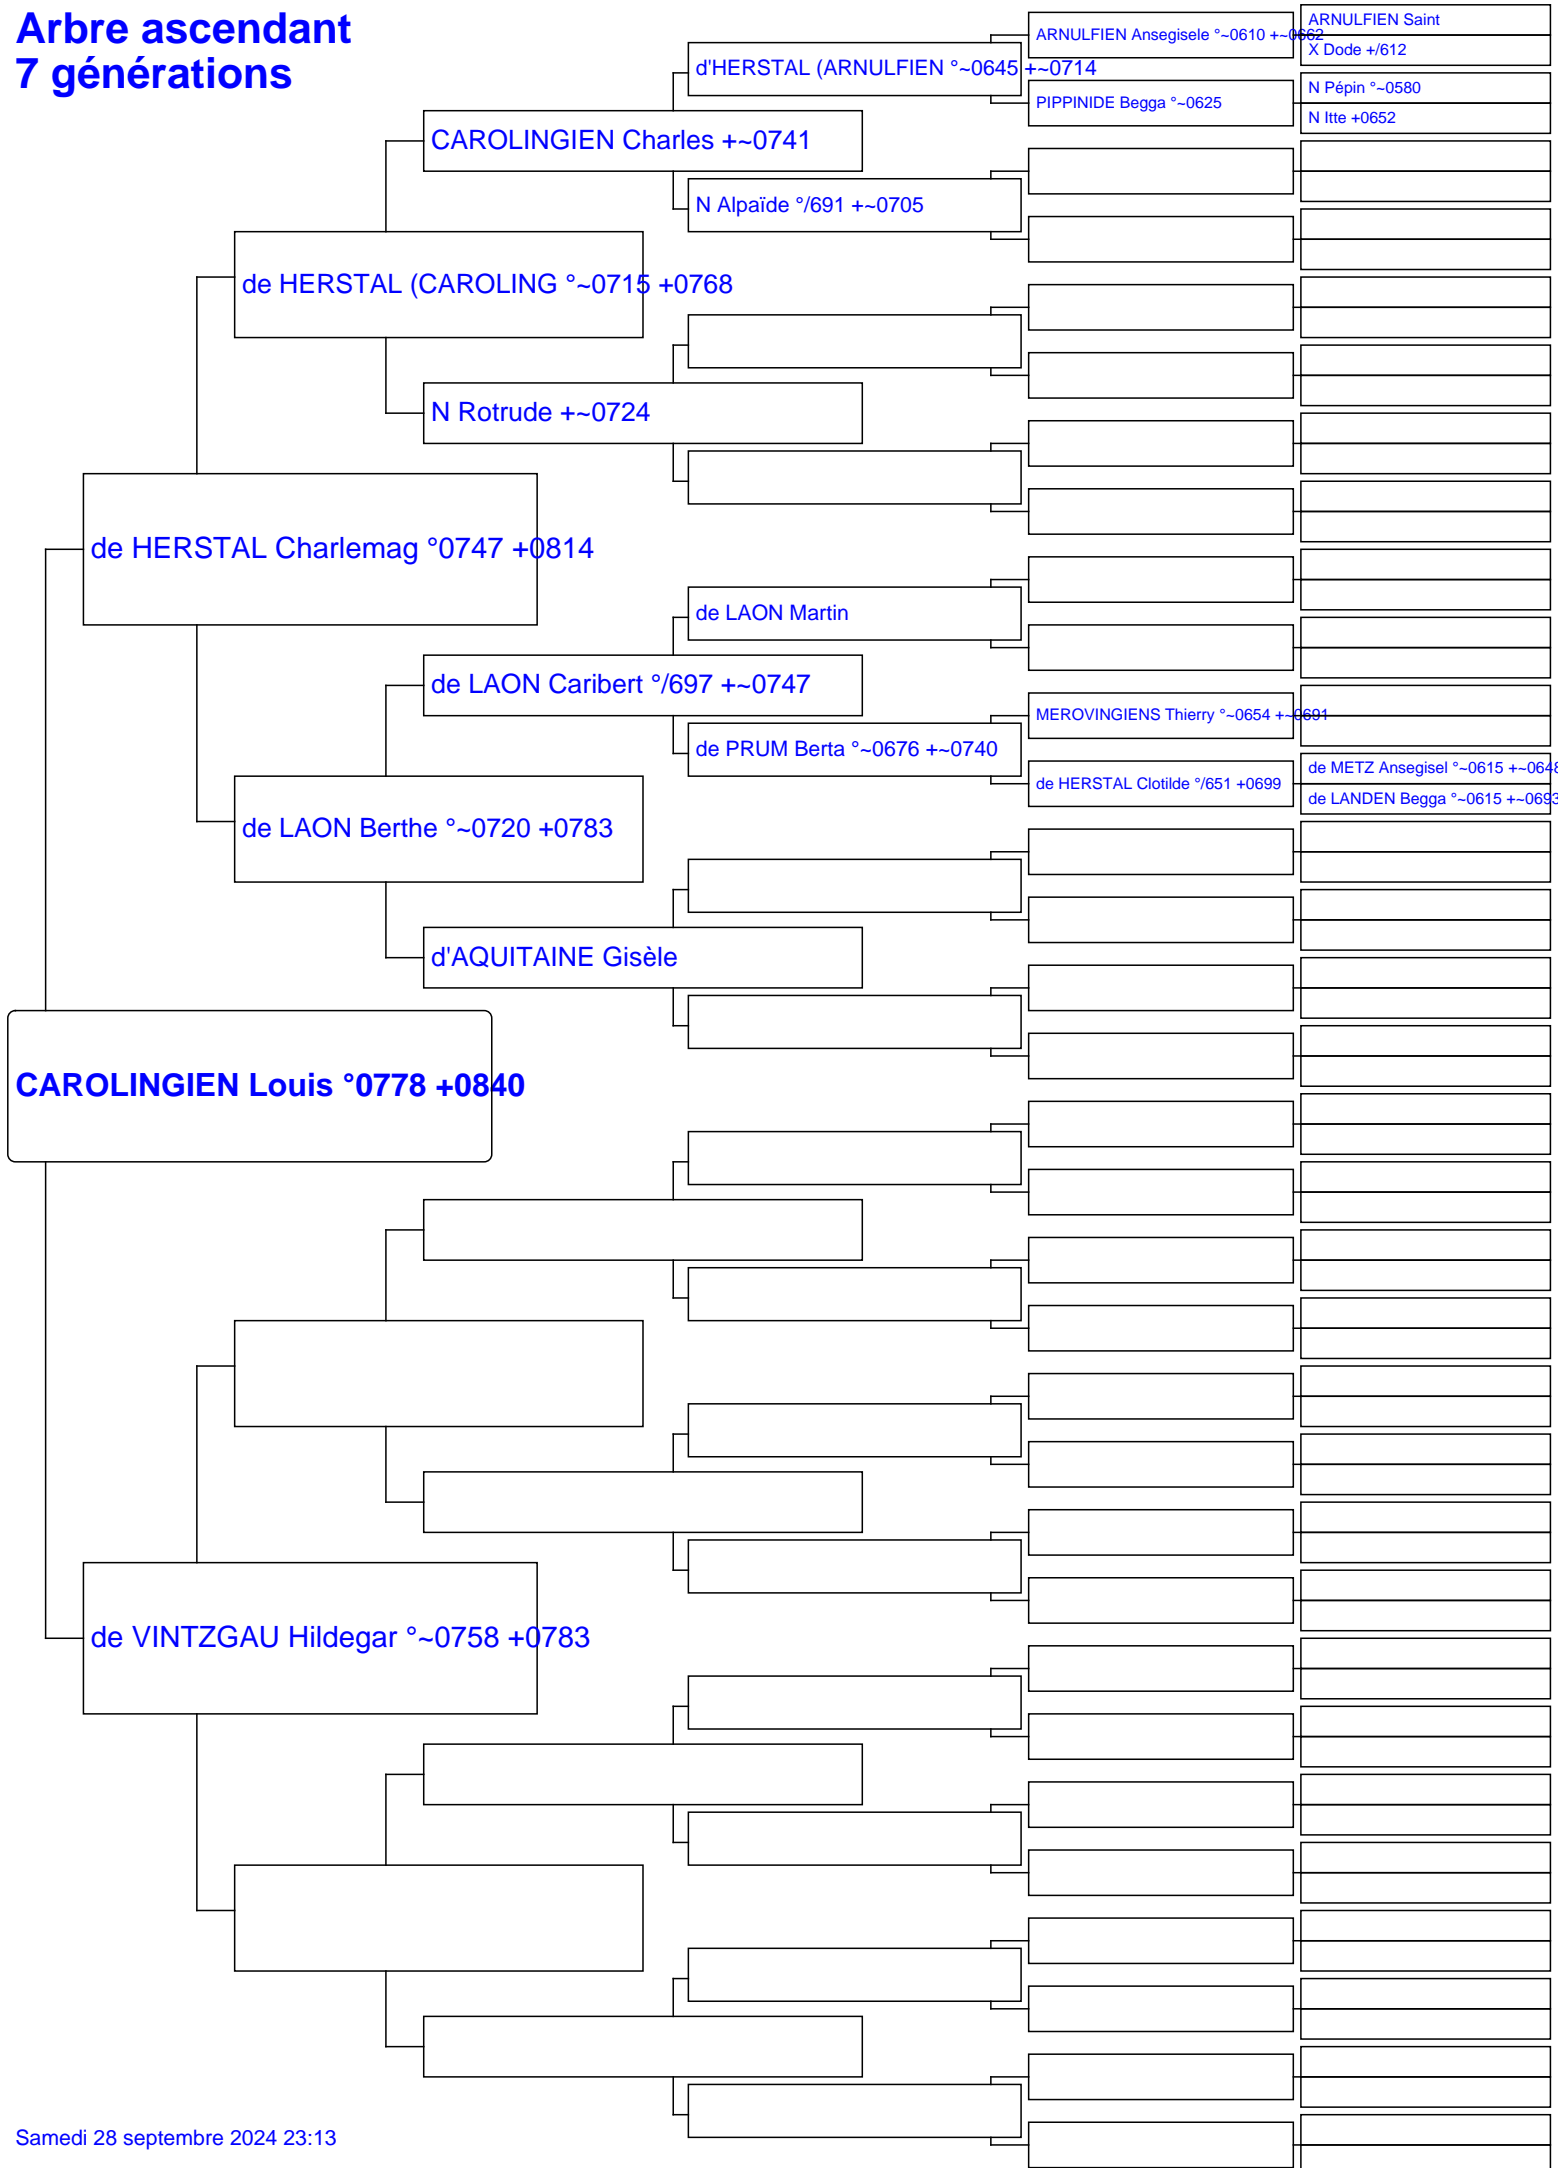 Arbre ascendant
7 générations
ARNULFIEN Saint
ARNULFIEN Ansegisele °~0610 +~0662
X Dode +/612
d'HERSTAL (ARNULFIEN °~0645 +~0714
N Pépin °~0580
PIPPINIDE Begga °~0625
N Itte +0652
CAROLINGIEN Charles +~0741
N Alpaïde °/691 +~0705
de HERSTAL (CAROLING °~0715 +0768
N Rotrude +~0724
de HERSTAL Charlemag °0747 +0814
de LAON Martin
de LAON Caribert °/697 +~0747
MEROVINGIENS Thierry °~0654 +~0691
de PRUM Berta °~0676 +~0740
de METZ Ansegisel °~0615 +~0648
de HERSTAL Clotilde °/651 +0699
de LANDEN Begga °~0615 +~0693
de LAON Berthe °~0720 +0783
d'AQUITAINE Gisèle
CAROLINGIEN Louis °0778 +0840
de VINTZGAU Hildegar °~0758 +0783
Samedi 28 septembre 2024 23:13